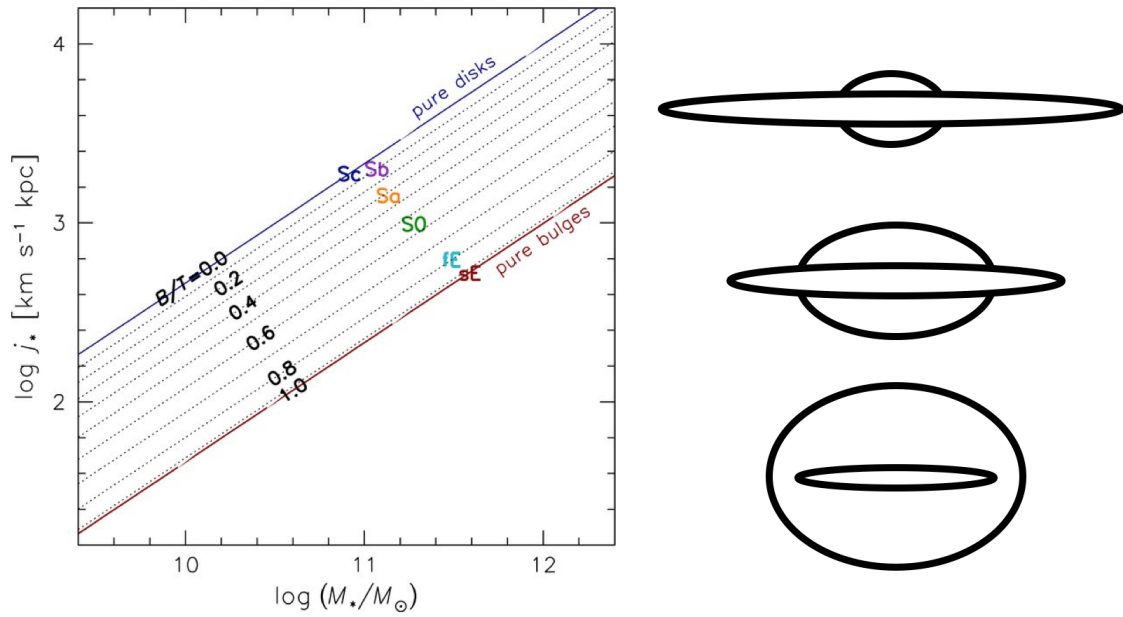 4
3
2
log j* [km s⁻¹ kpc]
10
11
12
log (M*/M⊙)
pure disks
Sc
Sb
Sa
S0
fE
sE
pure bulges
B/T=0.0
0.2
0.4
0.6
0.8
1.0